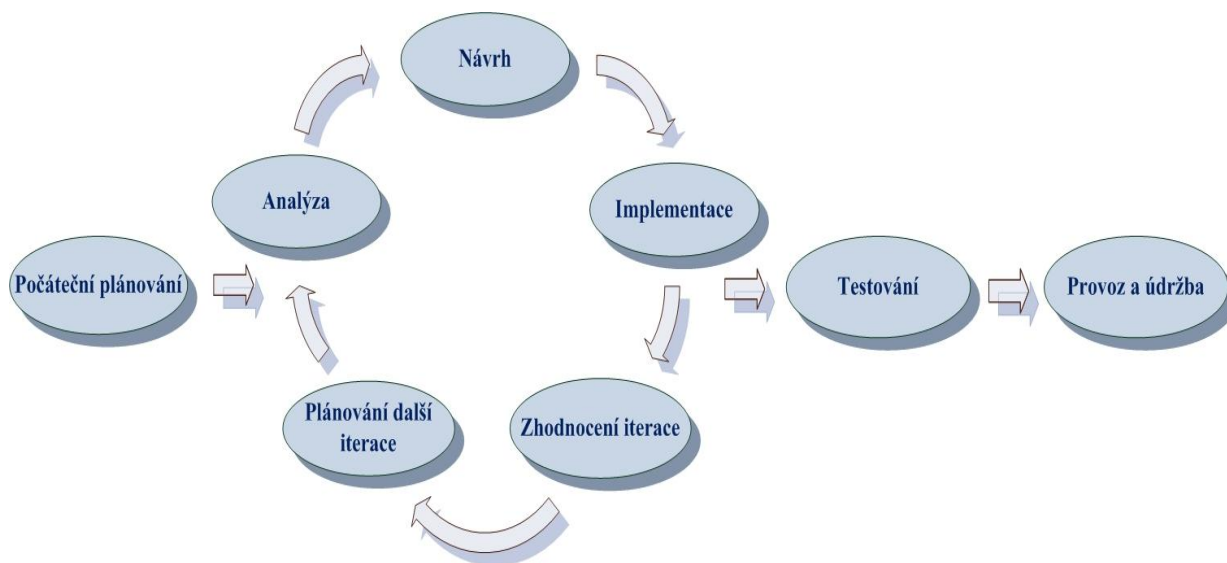 Návrh
Analýza
Implementace
Počáteční plánování
Testování
Provoz a údržba
Plánování další
iterace
Zhodnocení iterace